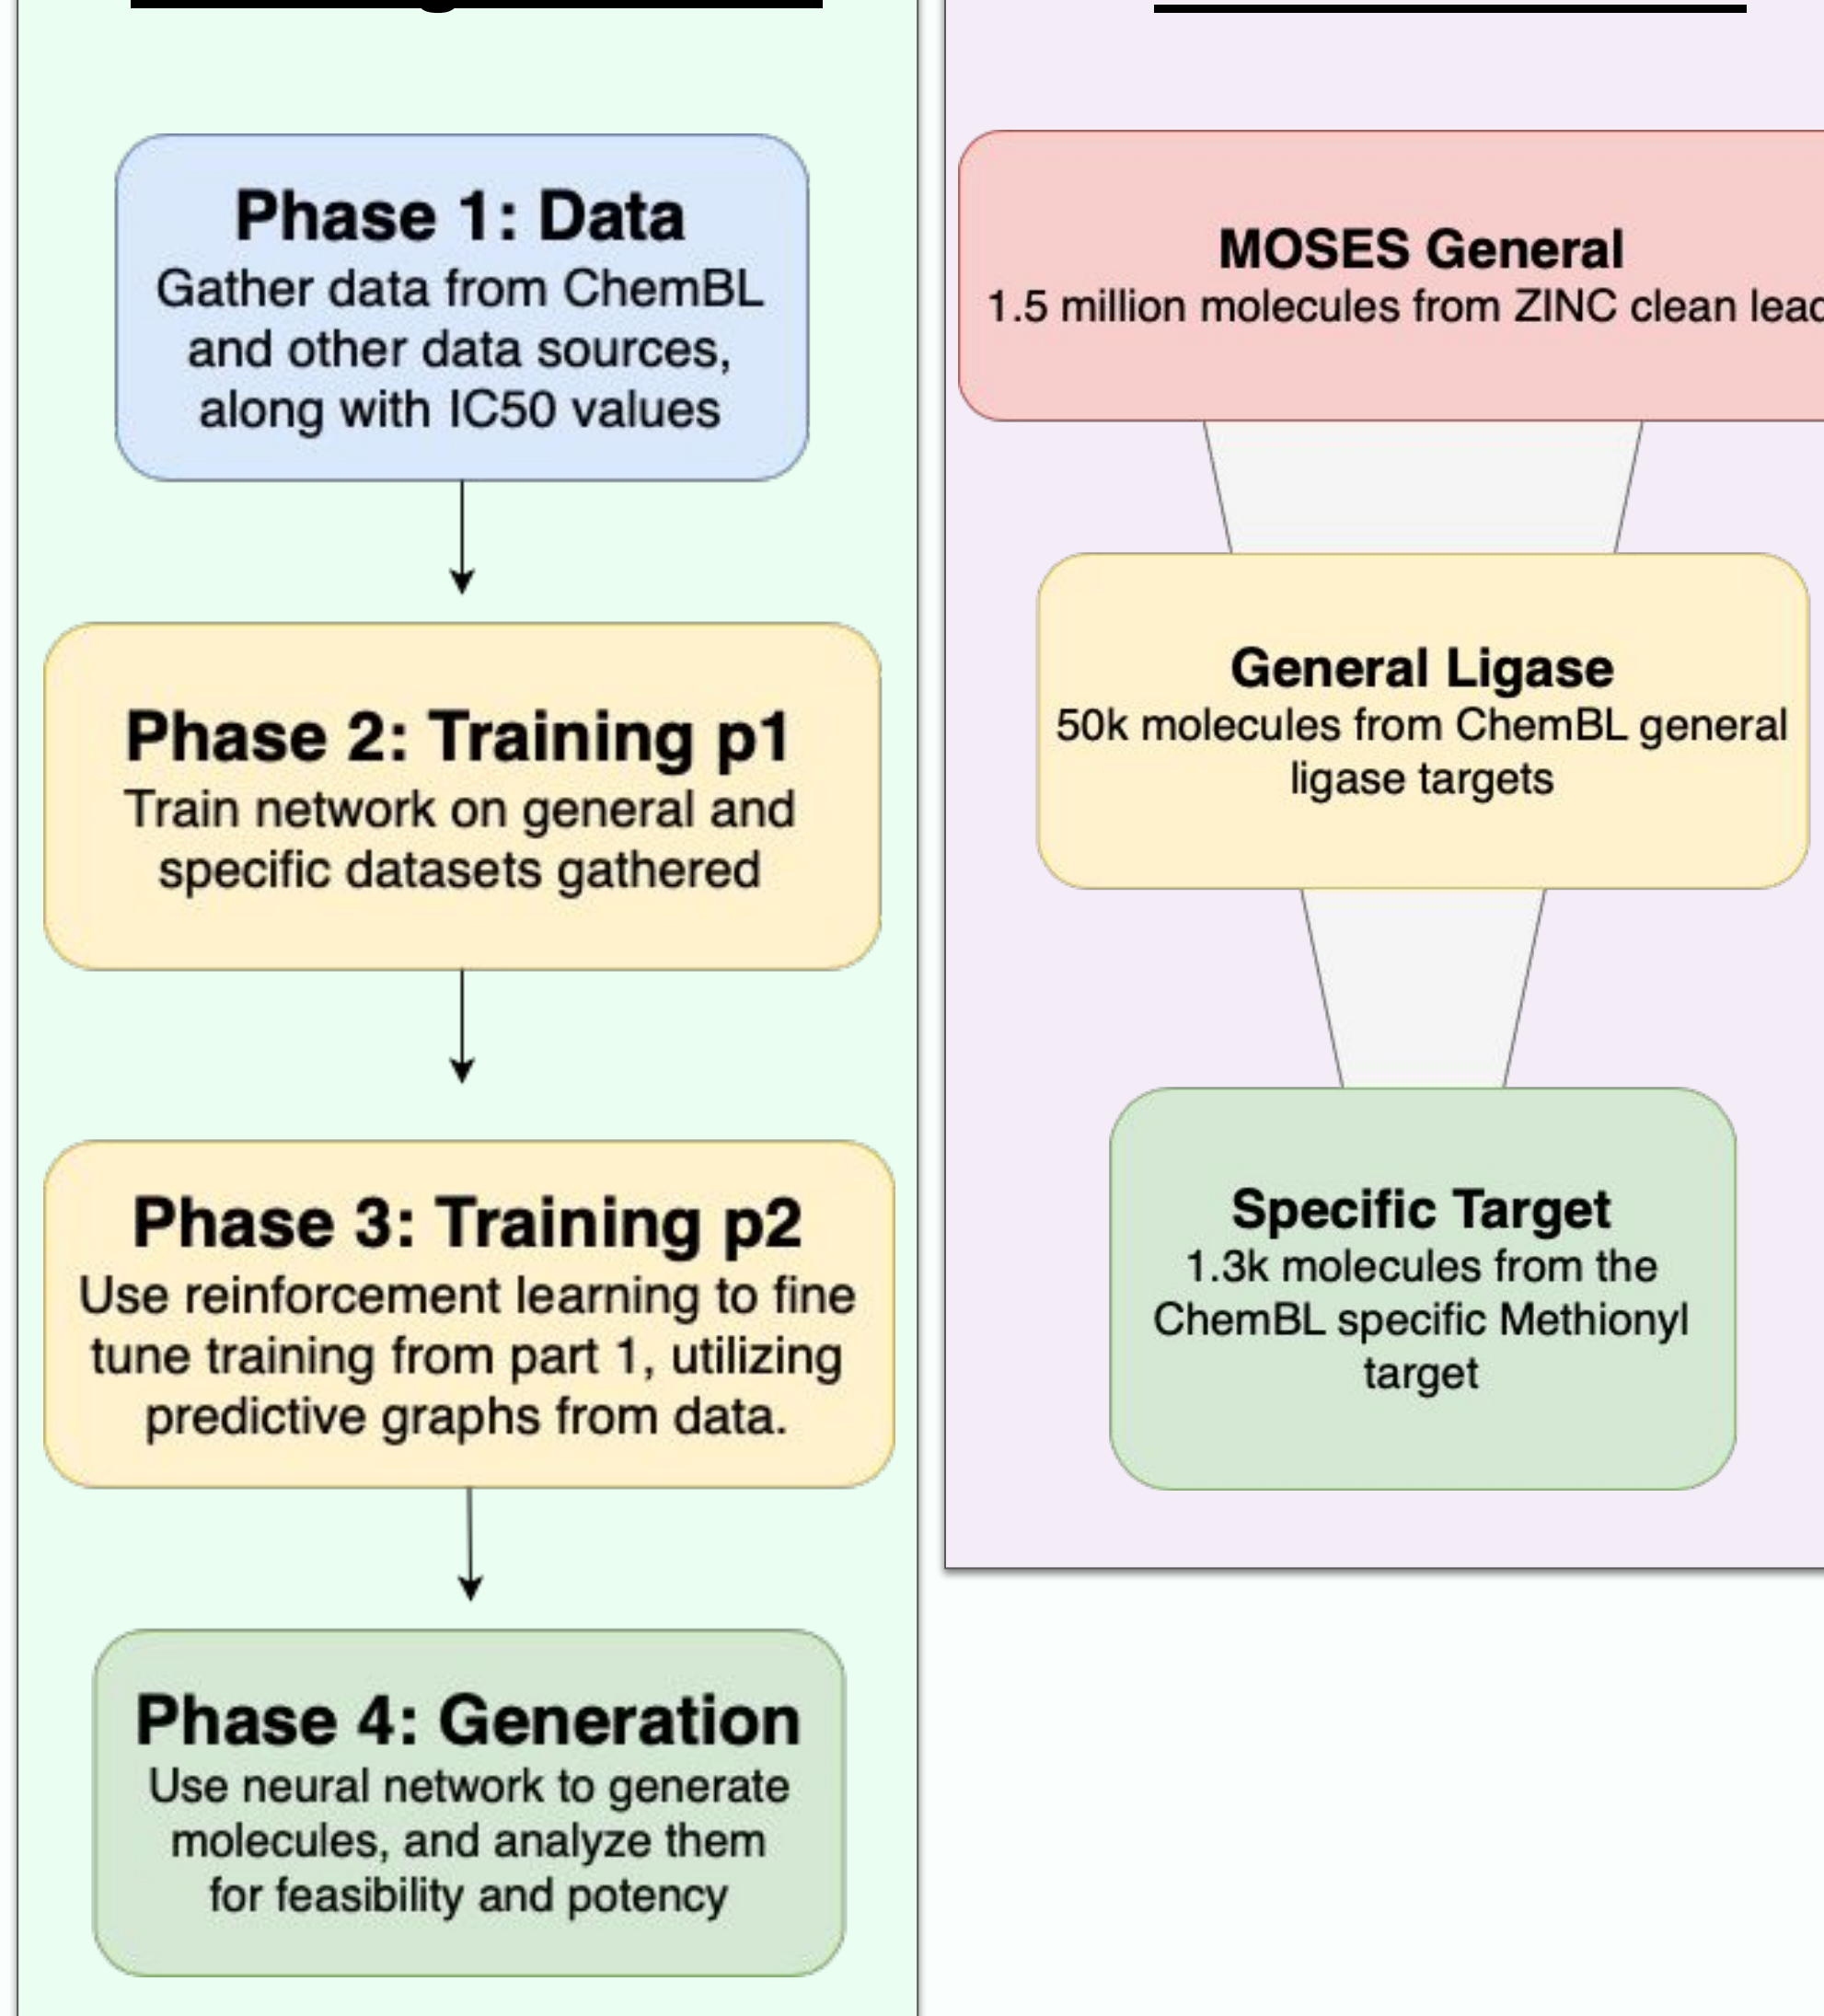 Phase 1: Data
Gather data from ChemBL
and other data sources,
along with IC50 values
Phase 2: Training p1
Train network on general and
specific datasets gathered
Phase 3: Training p2
Use reinforcement learning to fine
tune training from part 1, utilizing
predictive graphs from data.
Phase 4: Generation
Use neural network to generate
molecules, and analyze them
for feasibility and potency
MOSES General
1.5 million molecules from ZINC clean
General Ligase
50k molecules from ChemBL general
ligase targets
Specific Target
1.3k molecules from the
ChemBL specific Methionyl
target